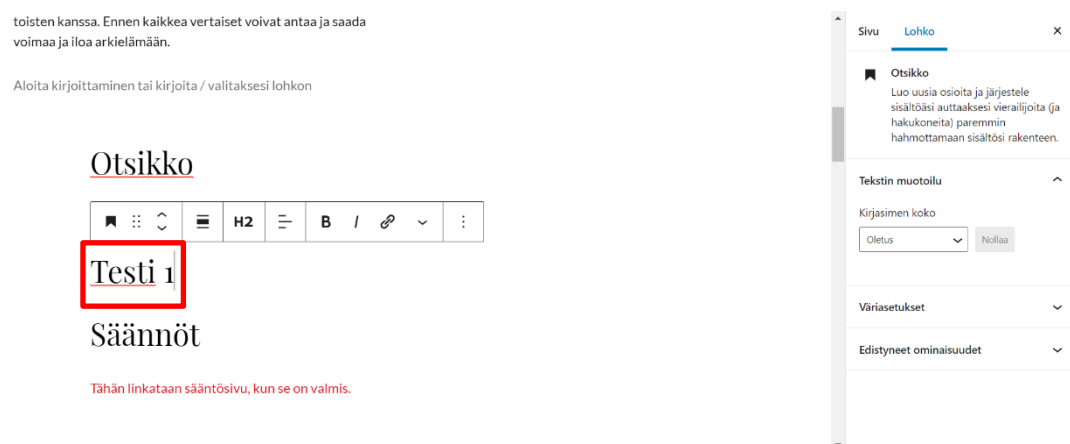 toisten kanssa. Ennen kaikkea vertaiset voivat antaa ja saada
voimaa ja iloa arkielämään.
Aloita kirjoittaminen tai kirjoita / valitaksesi lohkon
Otsikko
H2 B I
Testi 1
Säännöt
Tähän linkataan sääntösivu, kun se on valmis.
Sivu Lohko
Otsikko
Luo uusia osioita ja järjestele
sisältöäsi auttaaksesi vierailijoita (ja
hakukoneita) paremmin
hahmottamaan sisältösi rakenteen.
Tekstin muotoilu
Kirjasimen koko
Oletus Nollaa
Väriasetukset
Edistyneet ominaisuudet